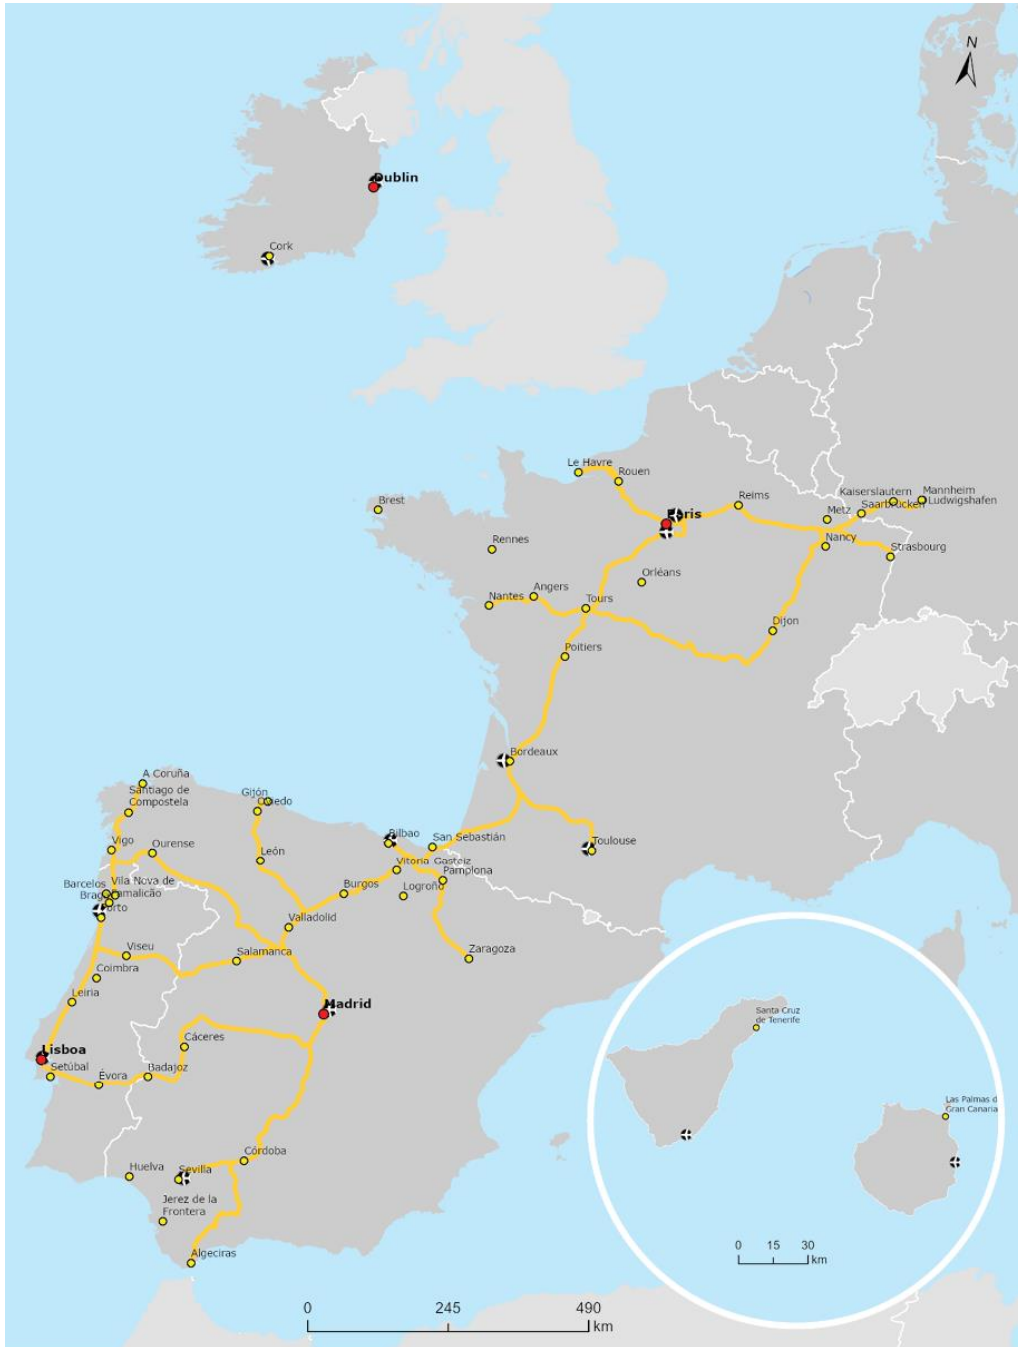 N
Dublin
Cork
Le Havre
Rouen
Reims
Kaiserslautern
Mannheim
Ludwigshafen
Saarbrücken
Metz
Brest
Paris
Nancy
Strasbourg
Rennes
Orléans
Angers
Nantes
Tours
Dijon
Poitiers
Bordeaux
A Coruña
Santiago de
Compostela
Gijón
Oviedo
Bilbao
San Sebastián
Toulouse
Vigo
Ourense
León
Vitoria-Gasteiz
Pamplona
Barcelos
Vila Nova de
Famalicão
Braga
Porto
Burgos
Logroño
Valladolid
Viseu
Salamanca
Zaragoza
Coimbra
Leiria
Madrid
Santa Cruz
de Tenerife
Lisboa
Cáceres
Setúbal
Évora
Badajoz
Las Palmas d
Gran Canaria
Córdoba
Huelva
Sevilla
Jerez de la
Frontera
Algeciras
0 15 30
km
0 245 490
km